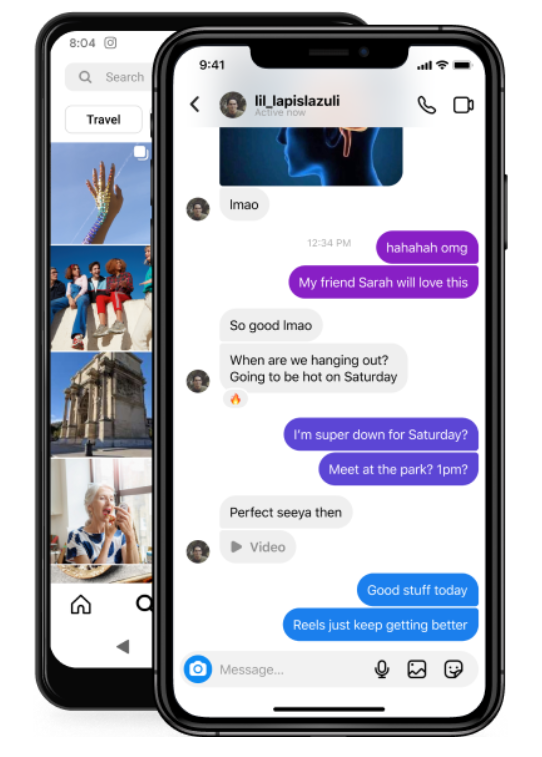 8:04
Search
Travel
9:41
lil_lapislazuli
Active now
lmao
12:34 PM
hahahah omg
My friend Sarah will love this
So good lmao
When are we hanging out?
Going to be hot on Saturday
I'm super down for Saturday?
Meet at the park? 1pm?
Perfect seeya then
Video
Good stuff today
Reels just keep getting better
Message...